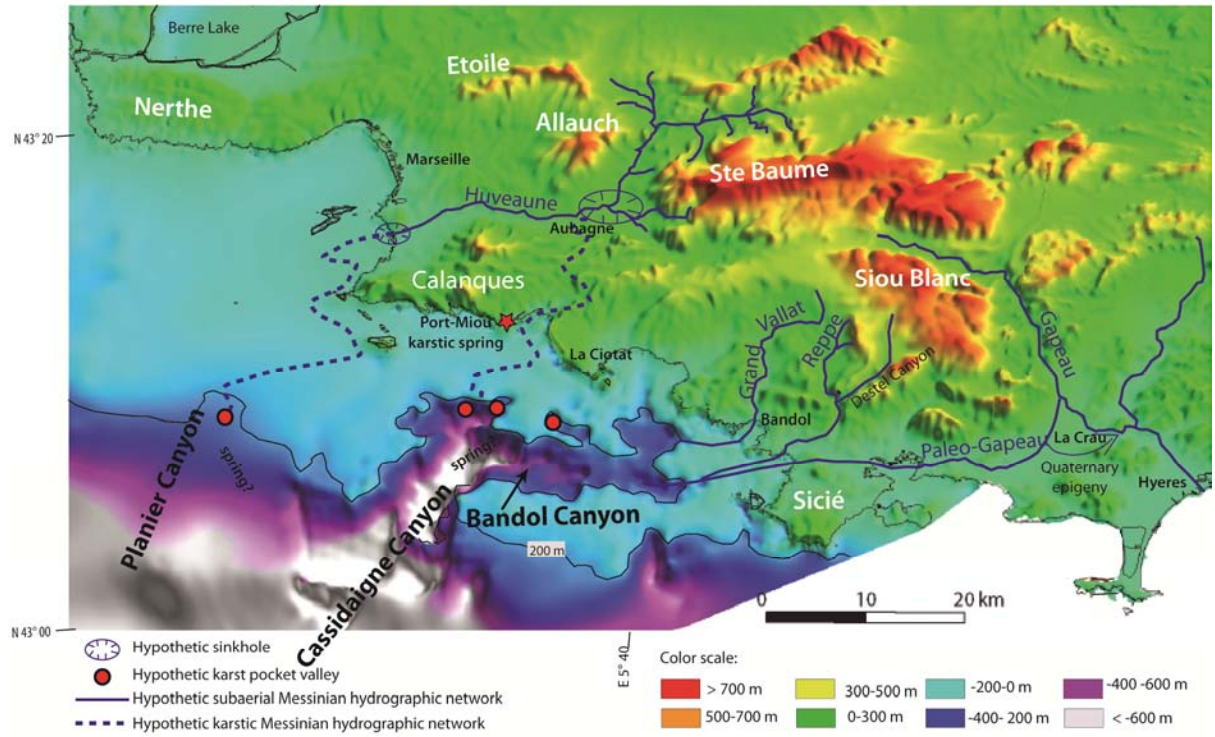 Berre Lake
Etoile
Nerthe
Allauch
N 43° 20
Marseille
Ste Baume
Huveaune
Aubagne
Calanques
Siou Blanc
Port-Miou
karstic spring
Vallat
Grand
Reppe
Gapeau
La Ciotat
Destel Canyon
Bandol
La Crau
Paleo-Gapeau
Quaternary
epigeny
Hyeres
spring?
spring?
Planier Canyon
Cassidaigne Canyon
Bandol Canyon
Sicié
200 m
0 10 20 km
N 43° 00
E 5° 40
Hypothetic sinkhole
Hypothetic karst pocket valley
Hypothetic subaerial Messinian hydrographic network
Hypothetic karstic Messinian hydrographic network
Color scale:
> 700 m 300-500 m -200-0 m -400 -600 m
500-700 m 0-300 m -400- 200 m < -600 m